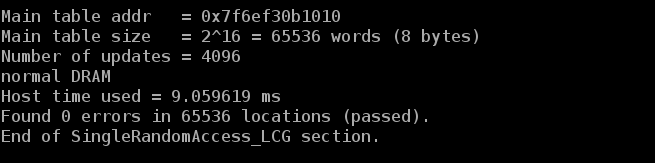 Main table addr   = 0x7f6ef30b1010
Main table size   = 2^16 = 65536 words (8 bytes)
Number of updates = 4096
normal DRAM
Host time used = 9.059619 ms
Found 0 errors in 65536 locations (passed).
End of SingleRandomAccess_LCG section.